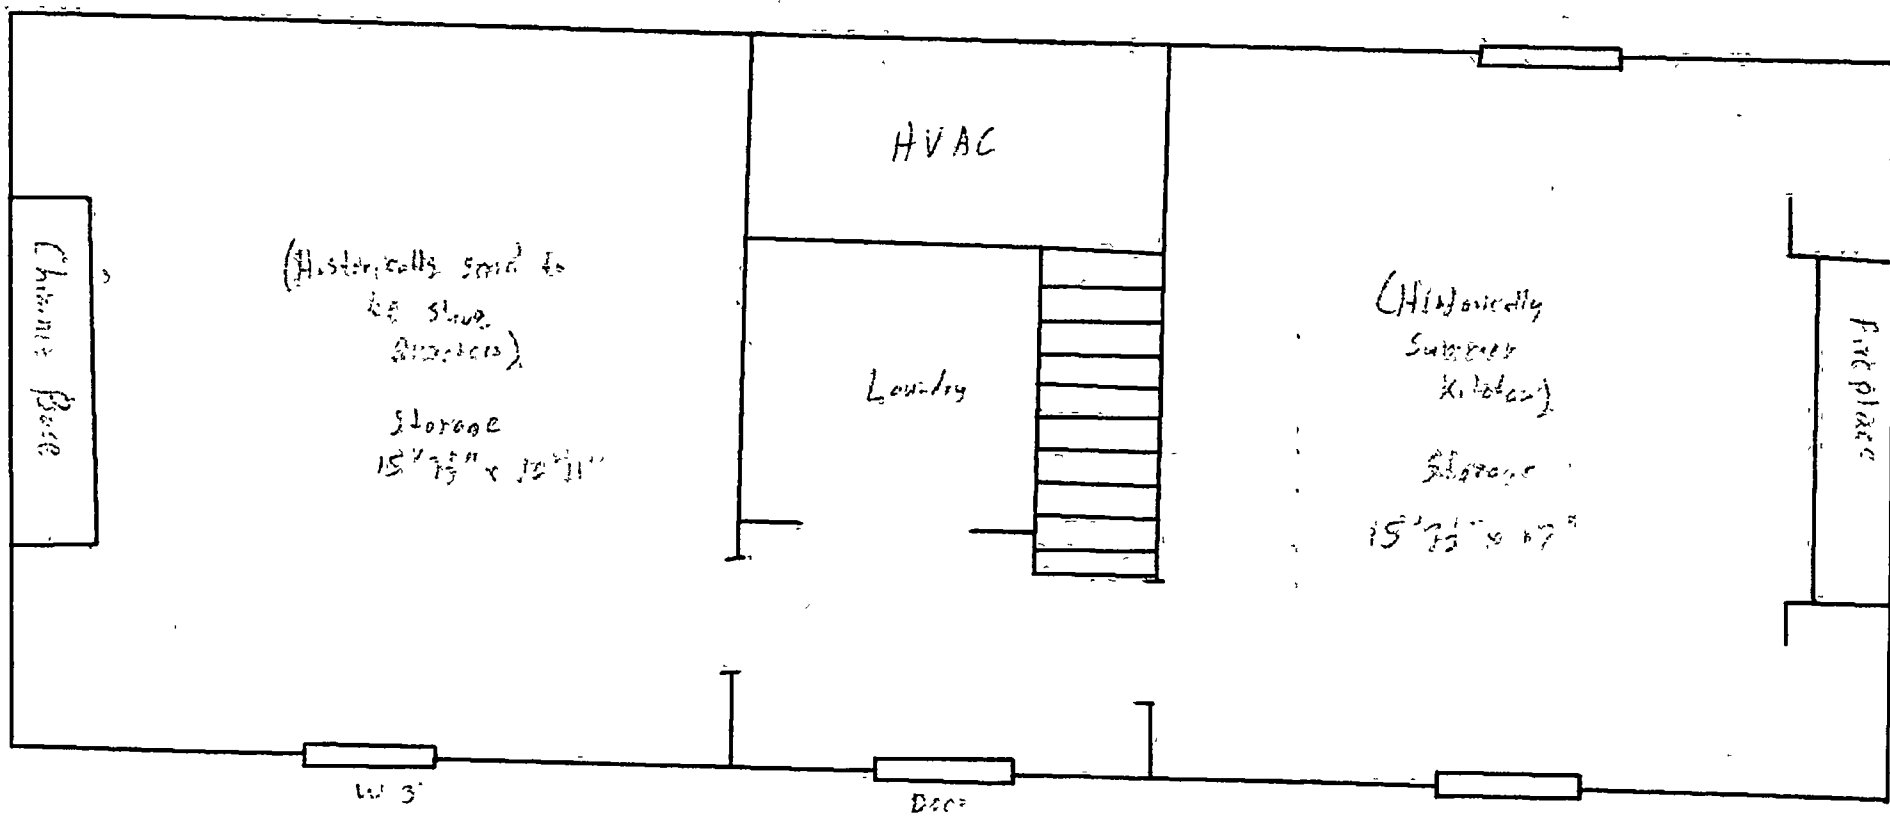 HVAC
Chimney Base
(Historically said to
be slave
Quarters)
Storage
Laundry
(Historically
Summer
Kitchen)
Storage
Fireplace
W 3'
Door